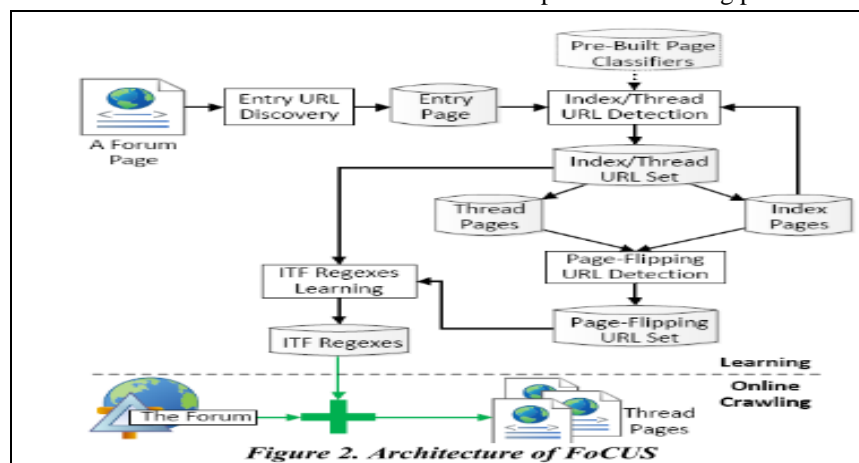 Pre-Built Page
Classifiers
A Forum
Page
Entry URL
Discovery
Entry
Page
Index/Thread
URL Detection
Index/Thread
URL Set
Thread
Pages
Index
Pages
ITF Regexes
Learning
Page-Flipping
URL Detection
ITF Regexes
Page-Flipping
URL Set
Learning
Online
Crawling
The Forum
Thread
Pages
Figure 2. Architecture of FoCUS